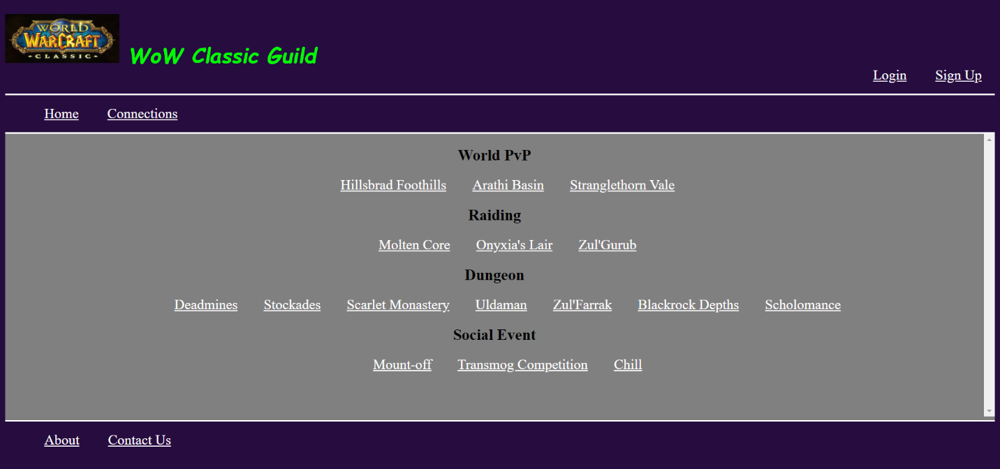 WORLD
WARCRAFT
CLASSIC
WoW Classic Guild
Login Sign Up
Home Connections
World PvP
Hillsbrad Foothills Arathi Basin Stranglethorn Vale
Raiding
Molten Core Onyxia's Lair Zul'Gurub
Dungeon
Deadmines Stockades Scarlet Monastery Uldaman Zul'Farrak Blackrock Depths Scholomance
Social Event
Mount-off Transmog Competition Chill
About Contact Us